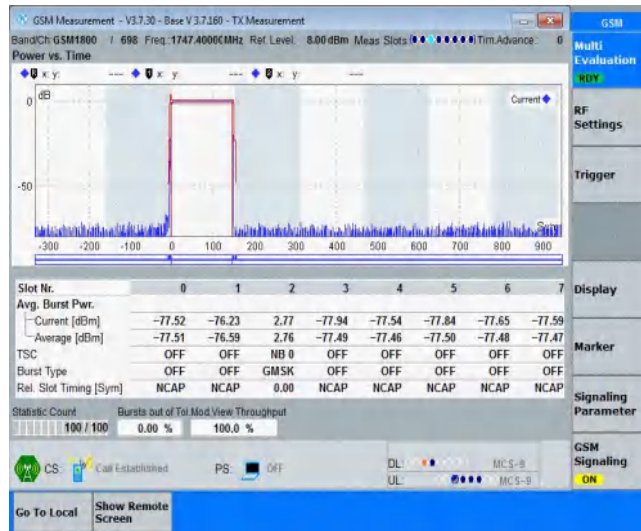 GSM Measurement - V3.7.30 - Base V 3.7.160 - TX Measurement
Band/Ch: GSM1800 / 698 Freq.: 1747.4000 MHz Ref. Level: 8.00 dBm Meas Slots: Tim.Advance: 0
Power vs. Time
x: y: --- x: y: --- x: y: ---
dB
Current
0
-50
-300 -200 -100 0 100 200 300 400 500 600 700 800 900
Slot Nr. 0 1 2 3 4 5 6 7
Avg. Burst Pwr.
Current [dBm] -77.52 -76.23 2.77 -77.94 -77.54 -77.84 -77.65 -77.59
Average [dBm] -77.51 -76.59 2.76 -77.49 -77.46 -77.50 -77.48 -77.47
TSC OFF OFF NB 0 OFF OFF OFF OFF OFF
Burst Type OFF OFF GMSK OFF OFF OFF OFF OFF
Rel. Slot Timing [Sym] NCAP NCAP 0.00 NCAP NCAP NCAP NCAP NCAP
Statistic Count Bursts out of Tol. Mod.View Throughput
100 / 100 0.00 % 100.0 %
CS: Call Established PS: OFF DL: MCS-9
UL: MCS-9
GSM
Multi Evaluation
RDY
RF Settings
Trigger
Display
Marker
Signaling Parameter
GSM Signaling
ON
Go To Local Show Remote Screen